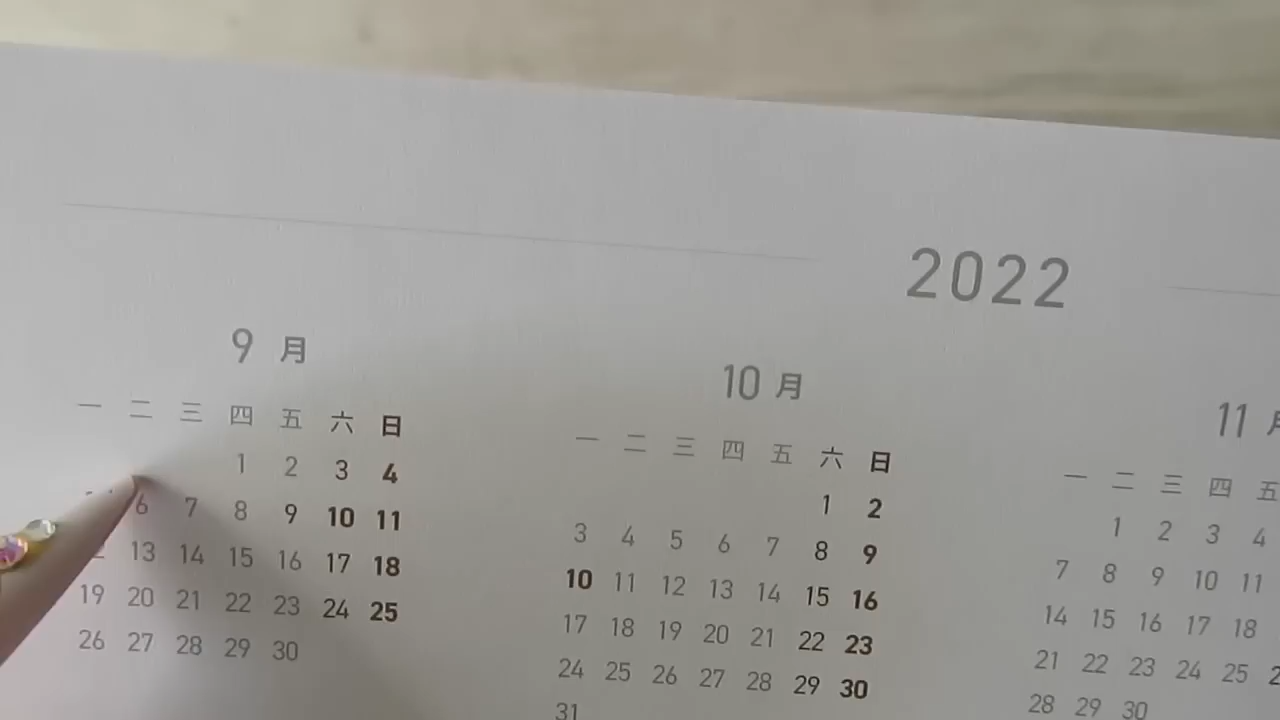 2022
9 月
一 二 三 四 五 六 日
1 2 3 4
6 7 8 9 10 11
13 14 15 16 17 18
19 20 21 22 23 24 25
26 27 28 29 30
10 月
一 二 三 四 五 六 日
1 2
3 4 5 6 7 8 9
10 11 12 13 14 15 16
17 18 19 20 21 22 23
24 25 26 27 28 29 30
31
11 月
一 二 三 四 五
1 2 3 4
7 8 9 10 11
14 15 16 17 18
21 22 23 24 25
28 29 30